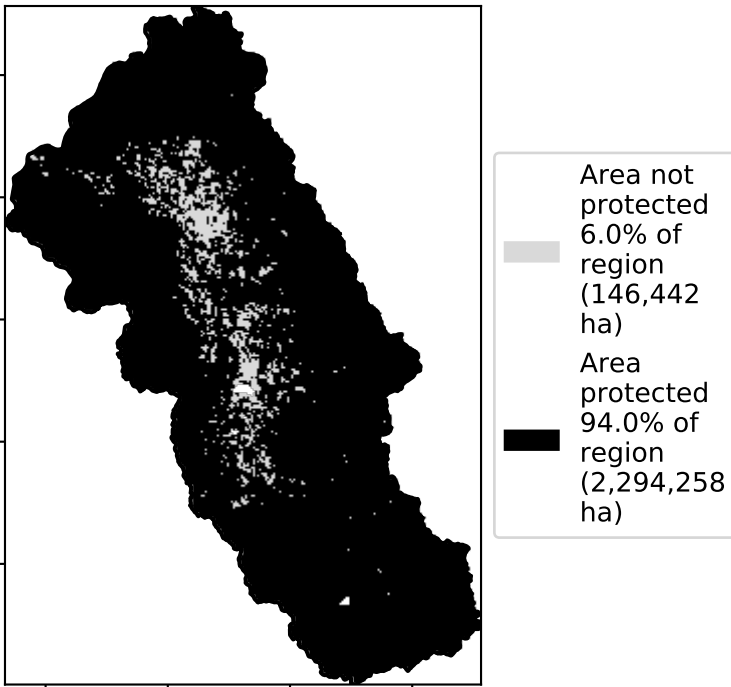 Area not
protected
6.0% of
region
(146,442
ha)
Area
protected
94.0% of
region
(2,294,258
ha)